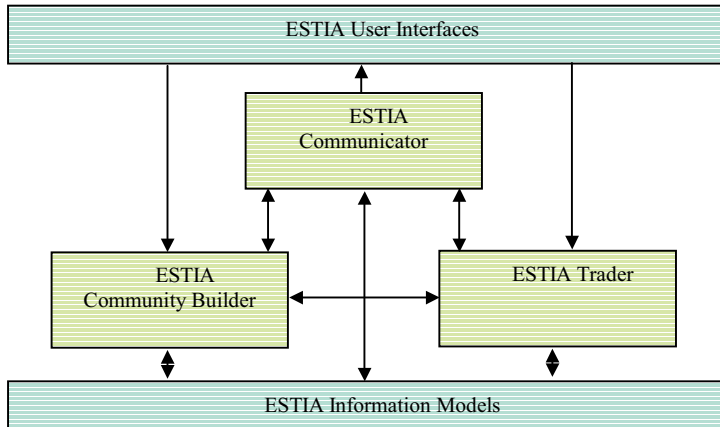 ESTIA User Interfaces
ESTIA
Communicator
ESTIA
Community Builder
ESTIA Trader
ESTIA Information Models